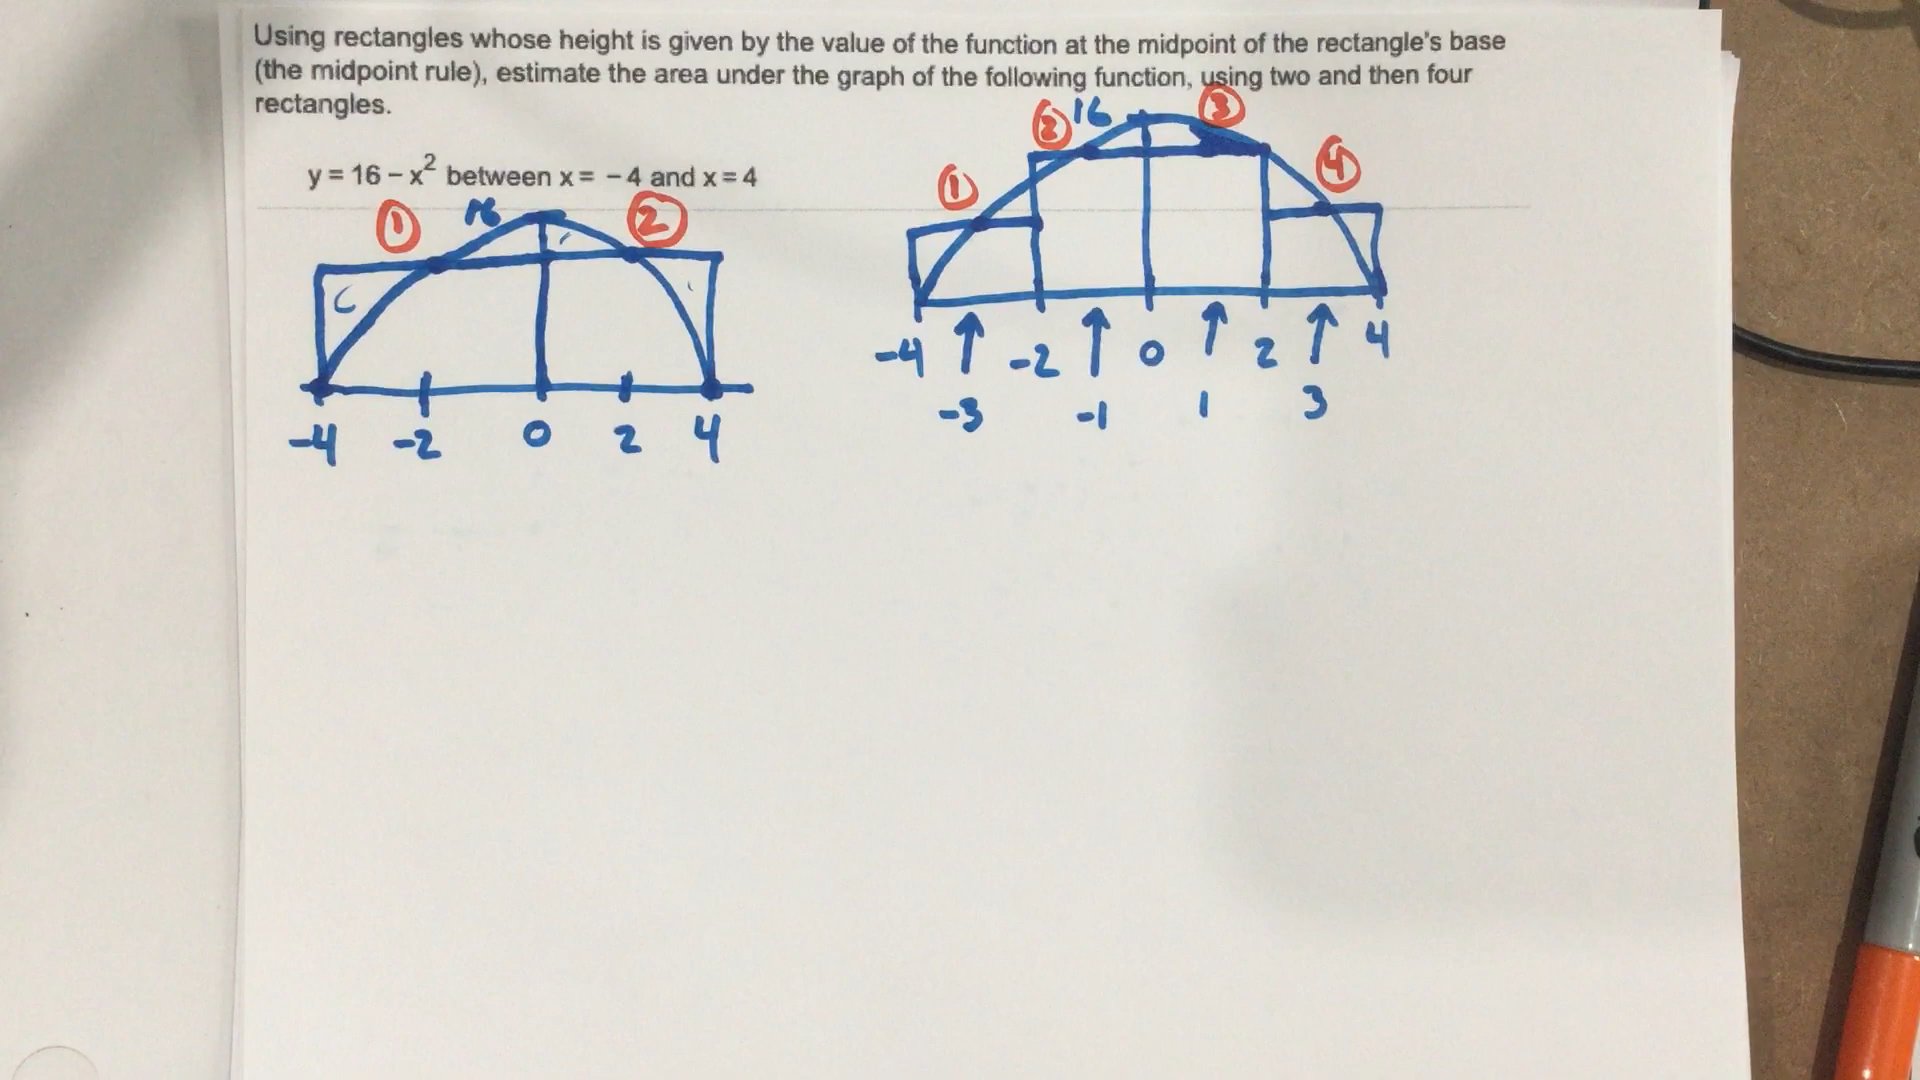 Using rectangles whose height is given by the value of the function at the midpoint of the rectangle's base
(the midpoint rule), estimate the area under the graph of the following function, using two and then four
rectangles.
y = 16 − x² between x = − 4 and x = 4
① 16 ②
-4 -2 0 2 4
① ② 16 ③ ④
-4 ↑ -2 ↑ 0 ↑ 2 ↑ 4
-3 -1 1 3